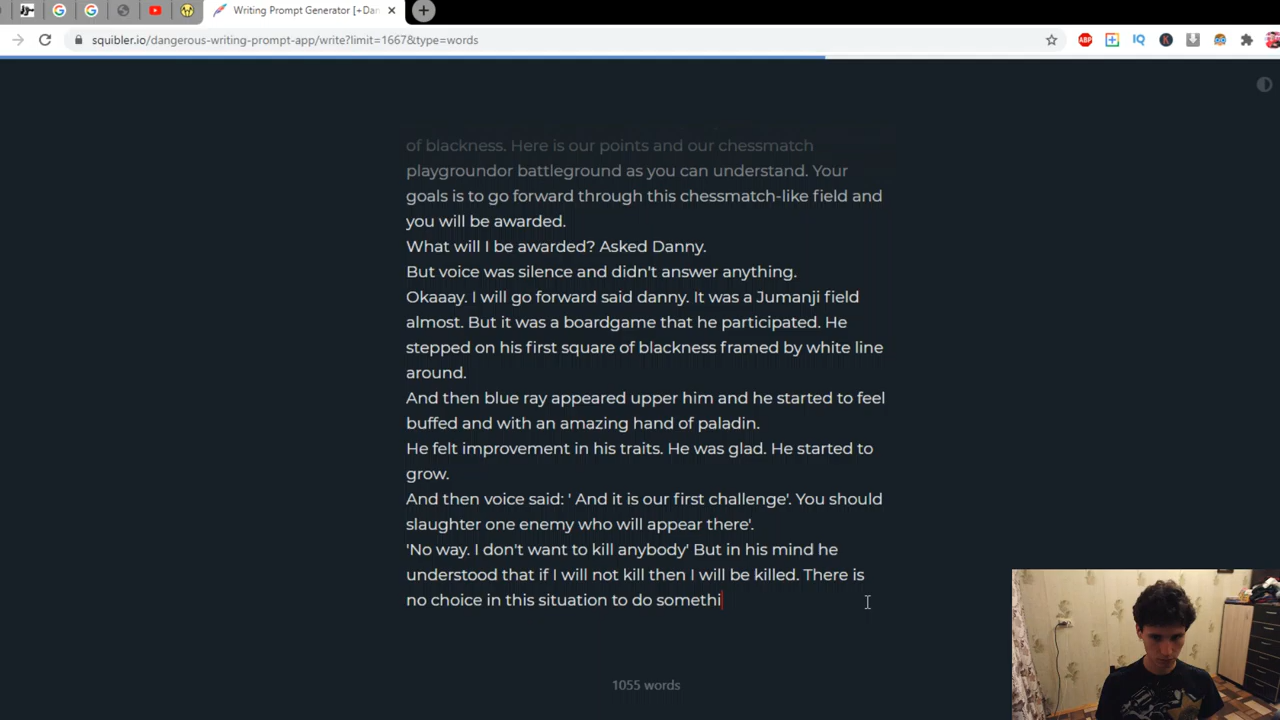 Writing Prompt Generator [+Dan
squibler.io/dangerous-writing-prompt-app/write?limit=1667&type=words
ABP
IQ
K
of blackness. Here is our points and our chessmatch
playgroundor battleground as you can understand. Your
goals is to go forward through this chessmatch-like field and
you will be awarded.
What will I be awarded? Asked Danny.
But voice was silence and didn't answer anything.
Okaaay. I will go forward said danny. It was a Jumanji field
almost. But it was a boardgame that he participated. He
stepped on his first square of blackness framed by white line
around.
And then blue ray appeared upper him and he started to feel
buffed and with an amazing hand of paladin.
He felt improvement in his traits. He was glad. He started to
grow.
And then voice said: ' And it is our first challenge'. You should
slaughter one enemy who will appear there'.
'No way. I don't want to kill anybody' But in his mind he
understood that if I will not kill then I will be killed. There is
no choice in this situation to do somethi
1055 words